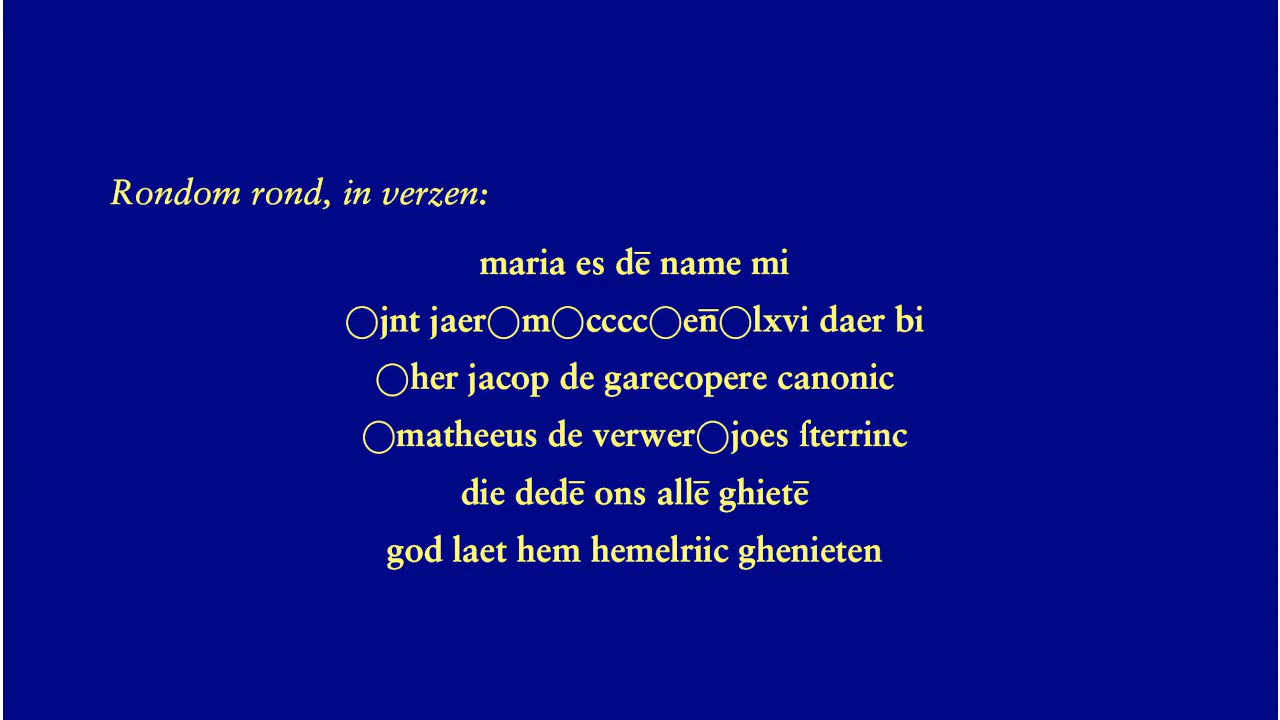 Rondom rond, in verzen:
maria es dē name mi
◯jnt jaer◯m◯cccc◯en̄◯lxvi daer bi
◯her jacop de garecopere canonic
◯matheeus de verwer◯joes ſterrinc
die dedē ons allē ghietē
god laet hem hemelriic ghenieten